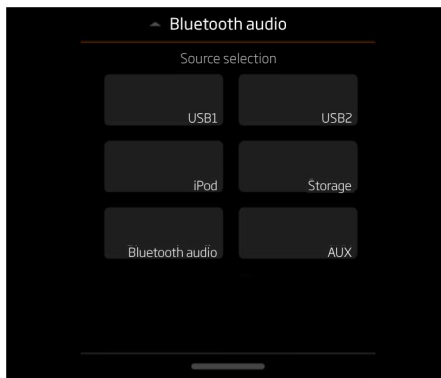 Bluetooth audio
Source selection
USB1 USB2
iPod Storage
Bluetooth audio AUX